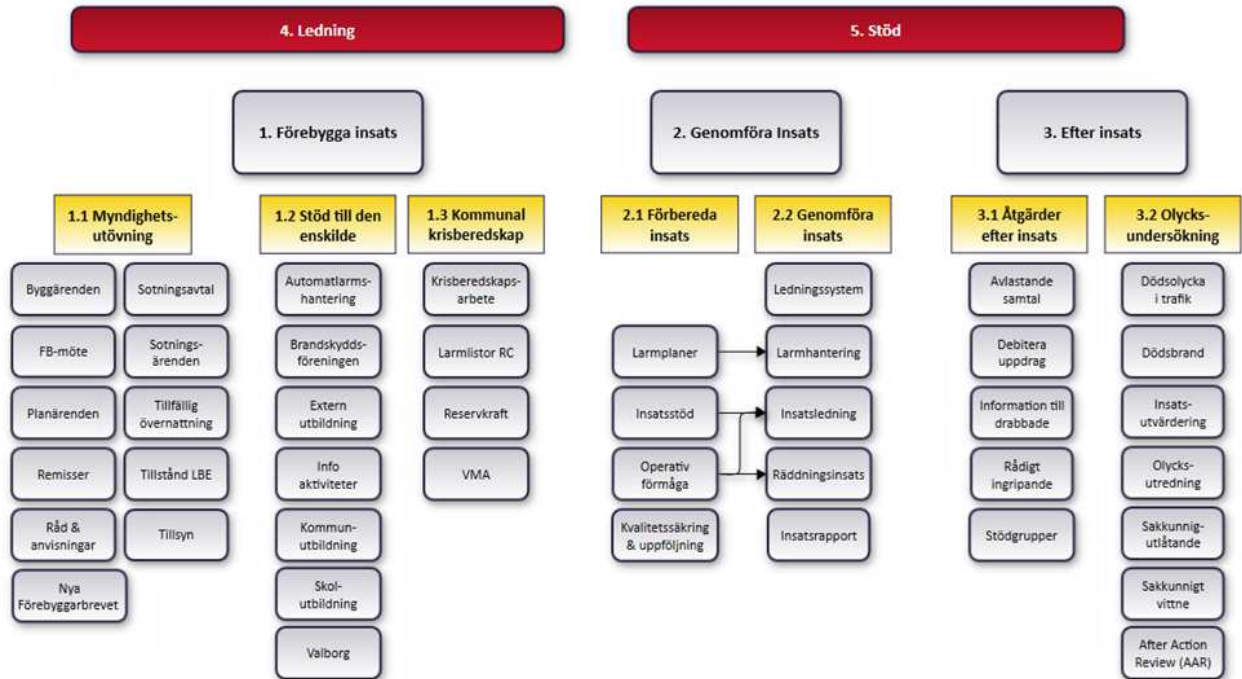 4. Ledning
5. Stöd
1. Förebygga insats
2. Genomföra Insats
3. Efter insats
1.1 Myndighets-
utövning
Byggärenden
FB-möte
Planärenden
Remisser
Råd &
anvisningar
Nya
Förebyggarbrevet
Sotningsavtal
Sotnings-
ärenden
Tillfällig
övernattning
Tillstånd LBE
Tillsyn
1.2 Stöd till den
enskilde
Automatlarms-
hantering
Brandskydds-
föreningen
Extern
utbildning
Info
aktiviteter
Kommun-
utbildning
Skol-
utbildning
Valborg
1.3 Kommunal
krisberedskap
Krisberedskaps-
arbete
Larmlistor RC
Reservkraft
VMA
2.1 Förbereda
insats
Larmplaner
Insatsstöd
Operativ
förmåga
Kvalitetssäkring
& uppföljning
2.2 Genomföra
insats
Ledningssystem
Larmhantering
Insatsledning
Räddningsinsats
Insatsrapport
3.1 Åtgärder
efter insats
Avlastande
samtal
Debitera
uppdrag
Information till
drabbade
Rådigt
ingripande
Stödgrupper
3.2 Olycks-
undersökning
Dödsolycka
i trafik
Dödsbrand
Insats-
utvärdering
Olycks-
utredning
Sakkunnig-
utlåtande
Sakkunnigt
vittne
After Action
Review (AAR)